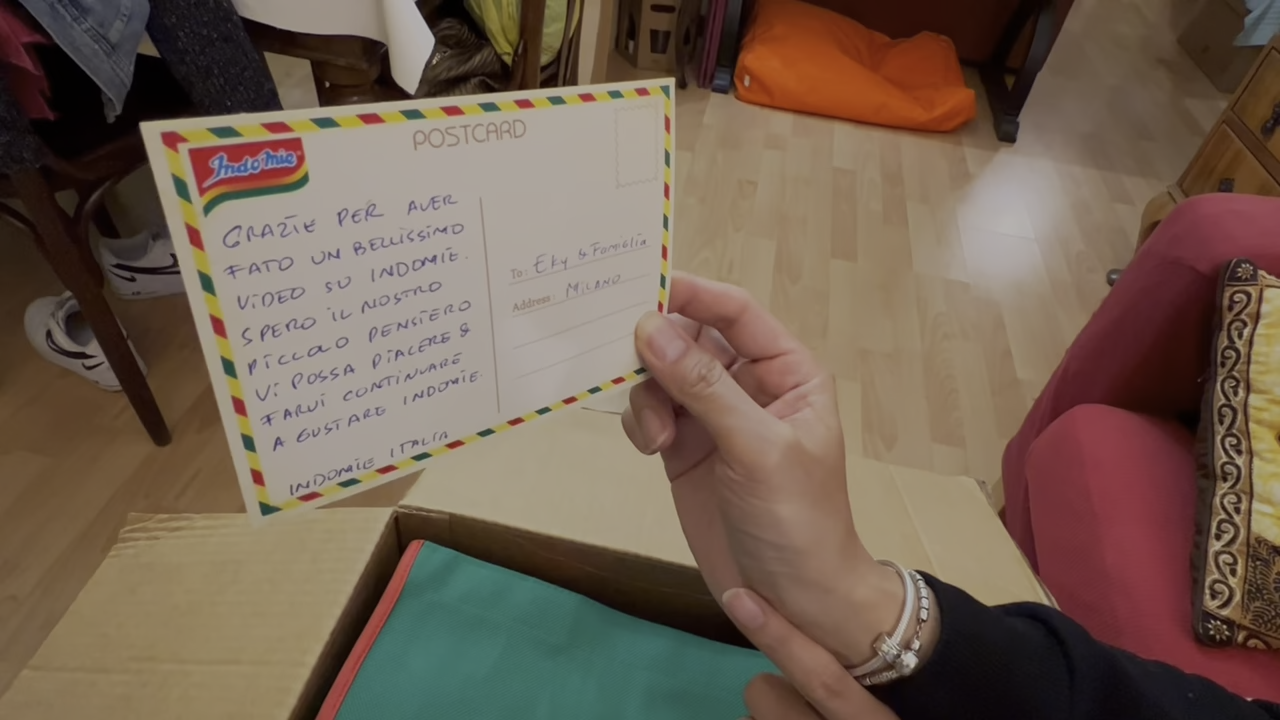 POSTCARD
Indomie
GRAZIE PER AVER
FATO UN BELLISSIMO
VIDEO SU INDOMIE.
SPERO IL NOSTRO
PICCOLO PENSIERO
VI POSSA PIACERE &
FARVI CONTINUARE
A GUSTARE INDOMIE.
INDOMIE ITALIA
To: Eky & Famiglia
Address: MILANO